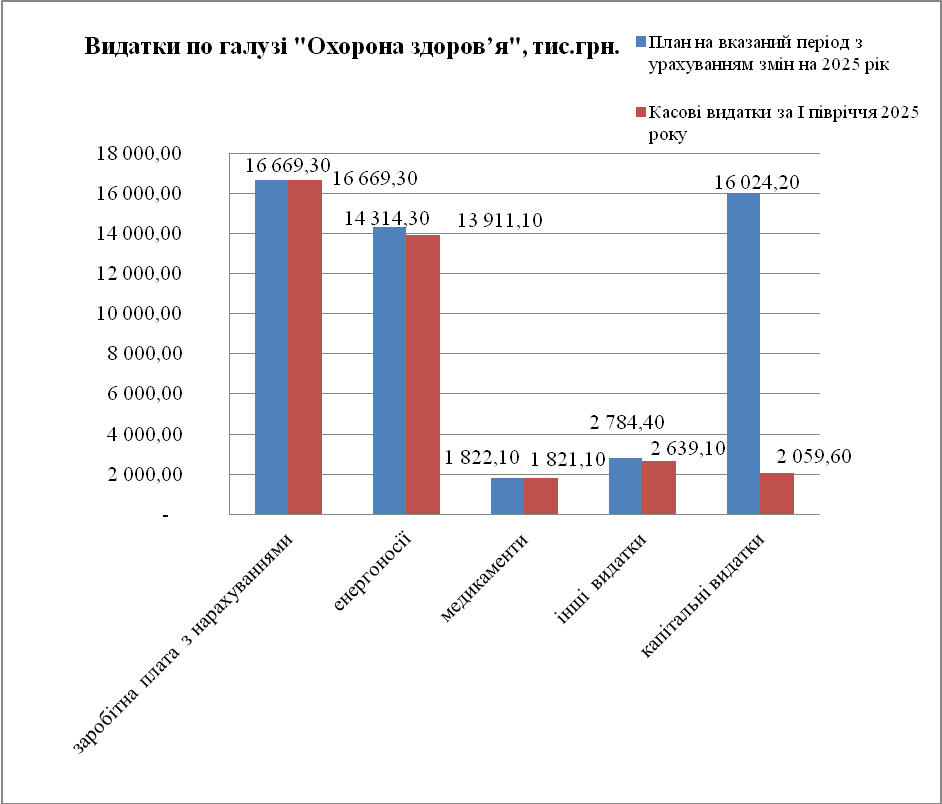 Видатки по галузі "Охорона здоров’я", тис.грн.
План на вказаний період з
урахуванням змін на 2025 рік
Касові видатки за І півріччя 2025
року
18 000,00
16 000,00
14 000,00
12 000,00
10 000,00
8 000,00
6 000,00
4 000,00
2 000,00
-
16 669,30
16 669,30
14 314,30
13 911,10
1 822,10
1 821,10
2 784,40
2 639,10
16 024,20
2 059,60
заробітна плата з нарахуваннями
енергоносії
медикаменти
інші видатки
капітальні видатки